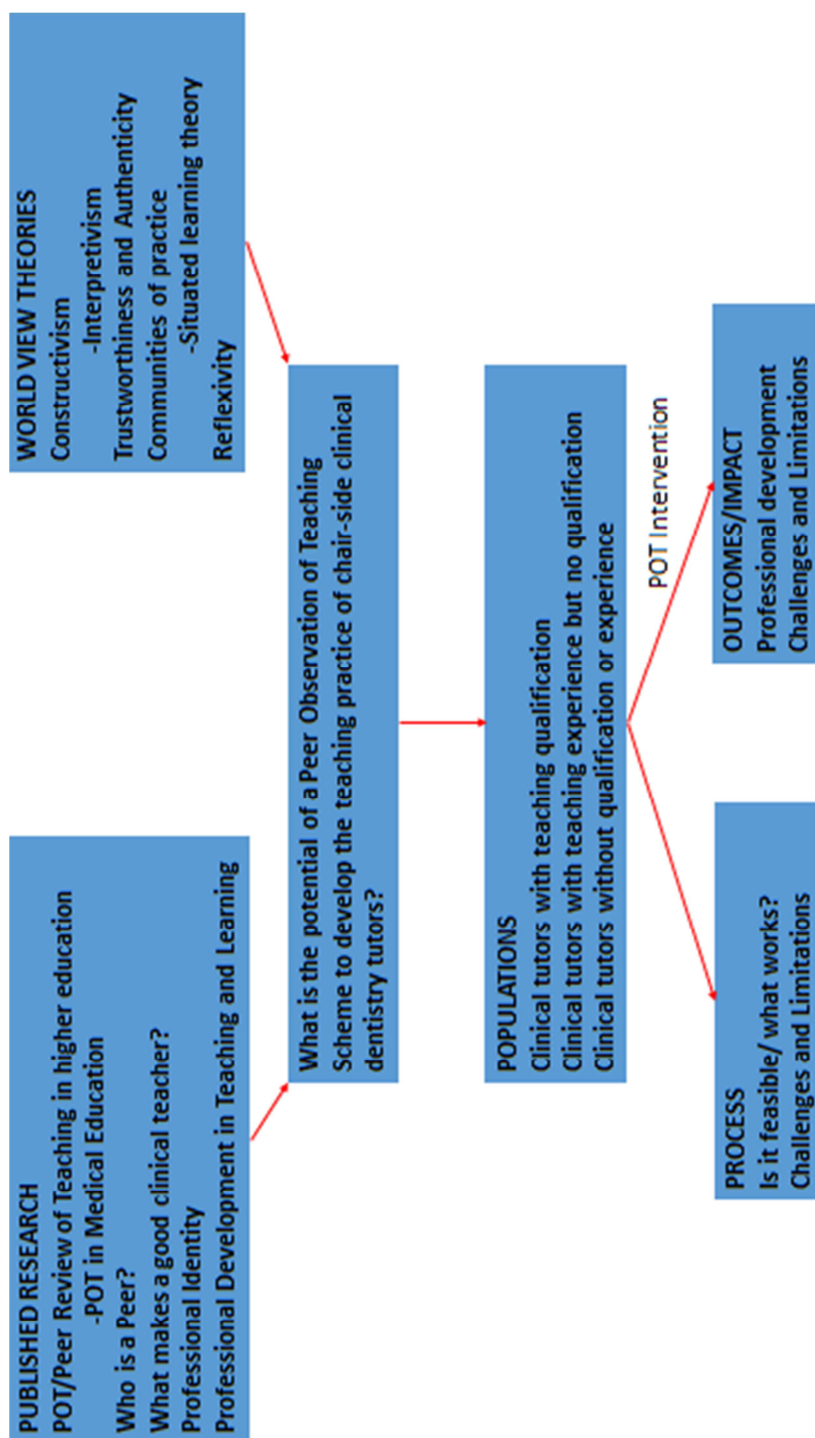 PUBLISHED RESEARCH
POT/Peer Review of Teaching in higher education
-POT in Medical Education
Who is a Peer?
What makes a good clinical teacher?
Professional Identity
Professional Development in Teaching and Learning
WORLD VIEW THEORIES
Constructivism
-Interpretivism
Trustworthiness and Authenticity
Communities of practice
-Situated learning theory
Reflexivity
What is the potential of a Peer Observation of Teaching
Scheme to develop the teaching practice of chair-side clinical
dentistry tutors?
POPULATIONS
Clinical tutors with teaching qualification
Clinical tutors with teaching experience but no qualification
Clinical tutors without qualification or experience
POT Intervention
PROCESS
Is it feasible/ what works?
Challenges and Limitations
OUTCOMES/IMPACT
Professional development
Challenges and Limitations